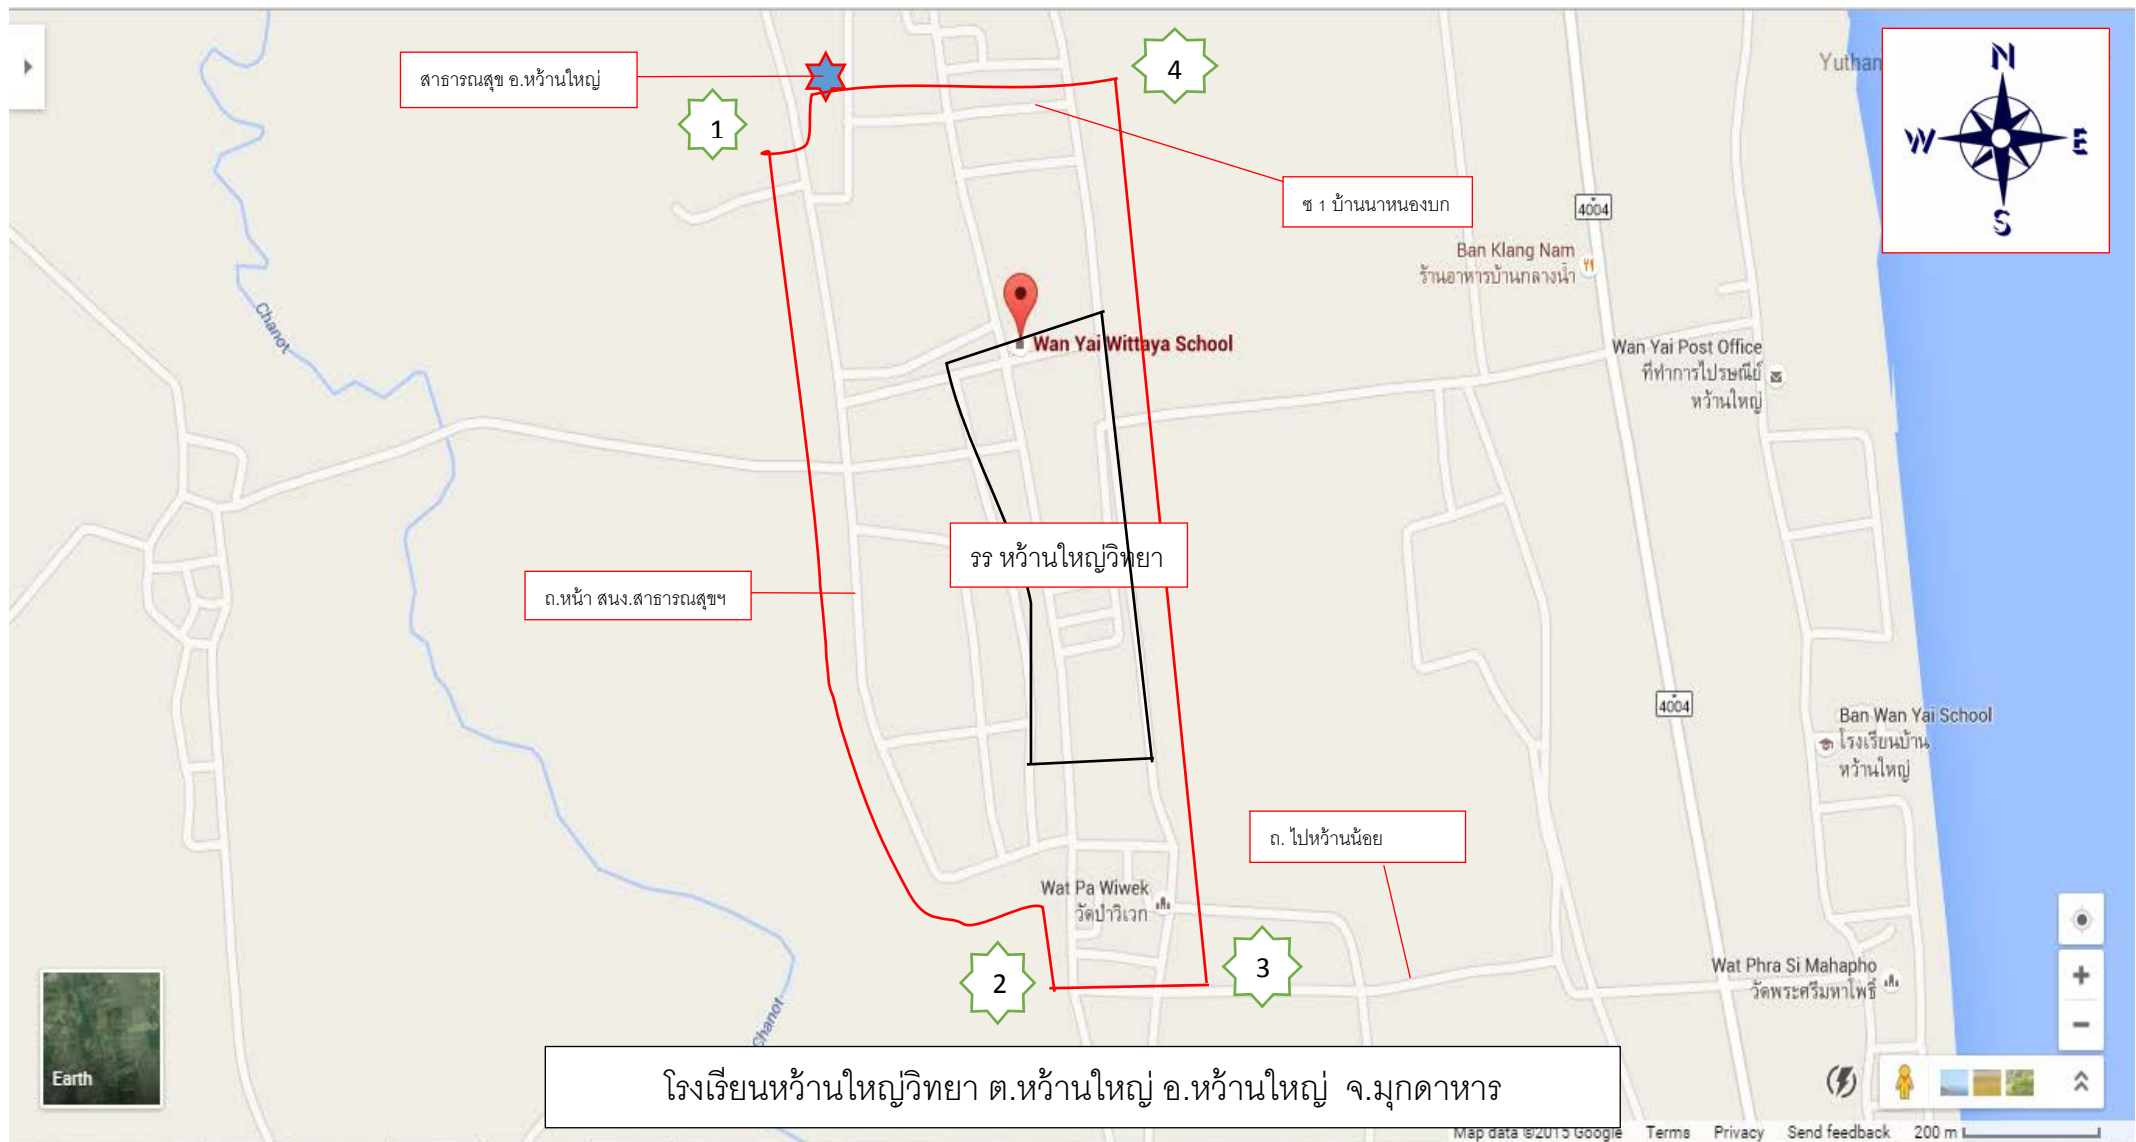 สาธารณสุข อ.หว้านใหญ่
4
1
N
W
E
S
ซ 1 บ้านนาหนองบก
4004
Ban Klang Nam
ร้านอาหารบ้านกลางน้ำ
Chanot
Wan Yai Wittaya School
Wan Yai Post Office
ที่ทำการไปรษณีย์
หว้านใหญ่
รร หว้านใหญ่วิทยา
ถ.หน้า สนง.สาธารณสุขฯ
4004
Ban Wan Yai School
โรงเรียนบ้าน
หว้านใหญ่
ถ. ไปหว้านน้อย
Wat Pa Wiwek
วัดป่าวิเวก
2
3
Wat Phra Si Mahapho
วัดพระศรีมหาโพธิ์
Chanot
Earth
โรงเรียนหว้านใหญ่วิทยา ต.หว้านใหญ่ อ.หว้านใหญ่ จ.มุกดาหาร
Map data ©2015 Google Terms Privacy Send feedback 200 m